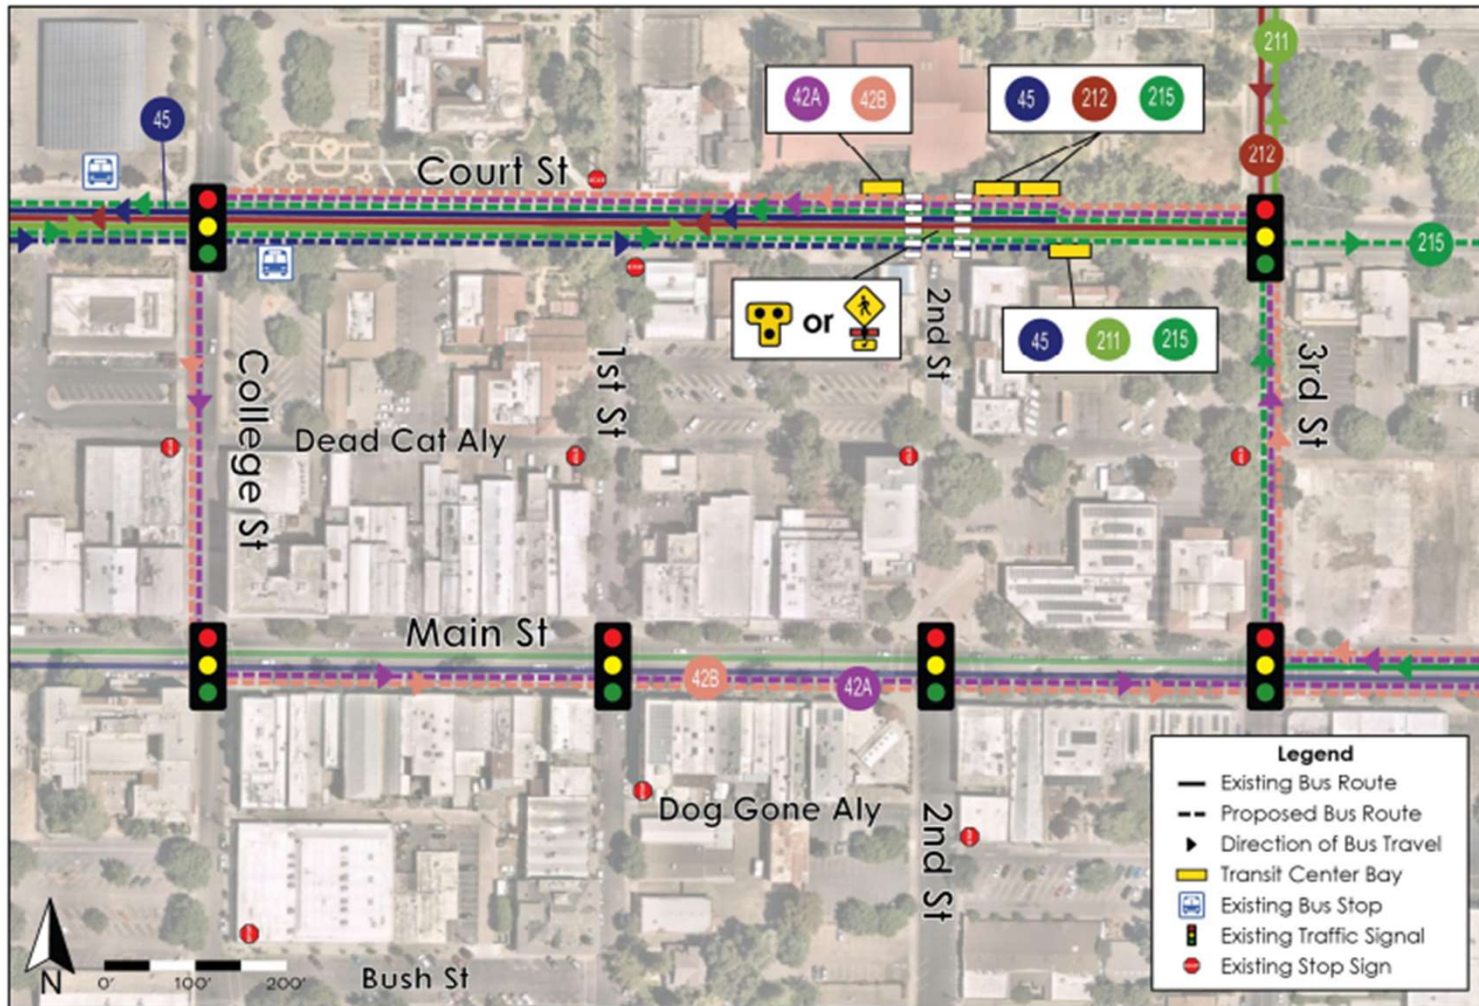 211
42A 42B
45 212 215
45
212
Court St
215
or
2nd St
45 211 215
College St
1st St
3rd St
Dead Cat Aly
Main St
42B
42A
Legend
Existing Bus Route
Proposed Bus Route
Direction of Bus Travel
Transit Center Bay
Existing Bus Stop
Existing Traffic Signal
Existing Stop Sign
Dog Gone Aly
2nd St
N
0' 100' 200'
Bush St